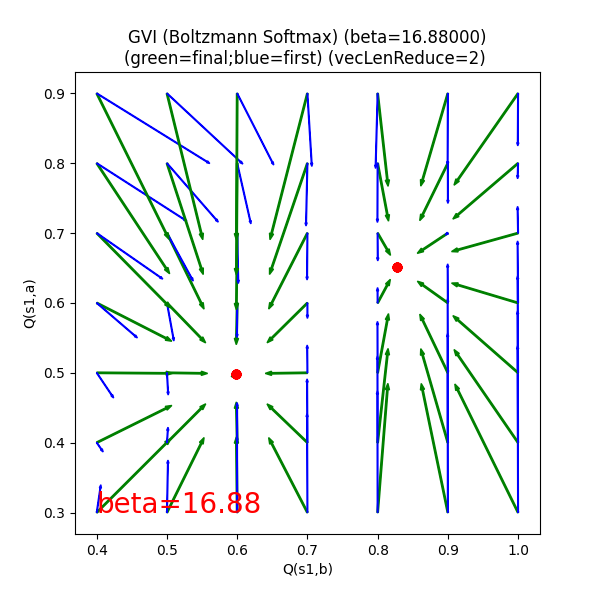 GVI (Boltzmann Softmax) (beta=16.88000)
(green=final;blue=first) (vecLenReduce=2)
Q(s1,a)
0.9
0.8
0.7
0.6
0.5
0.4
0.3
beta=16.88
0.4 0.5 0.6 0.7 0.8 0.9 1.0
Q(s1,b)